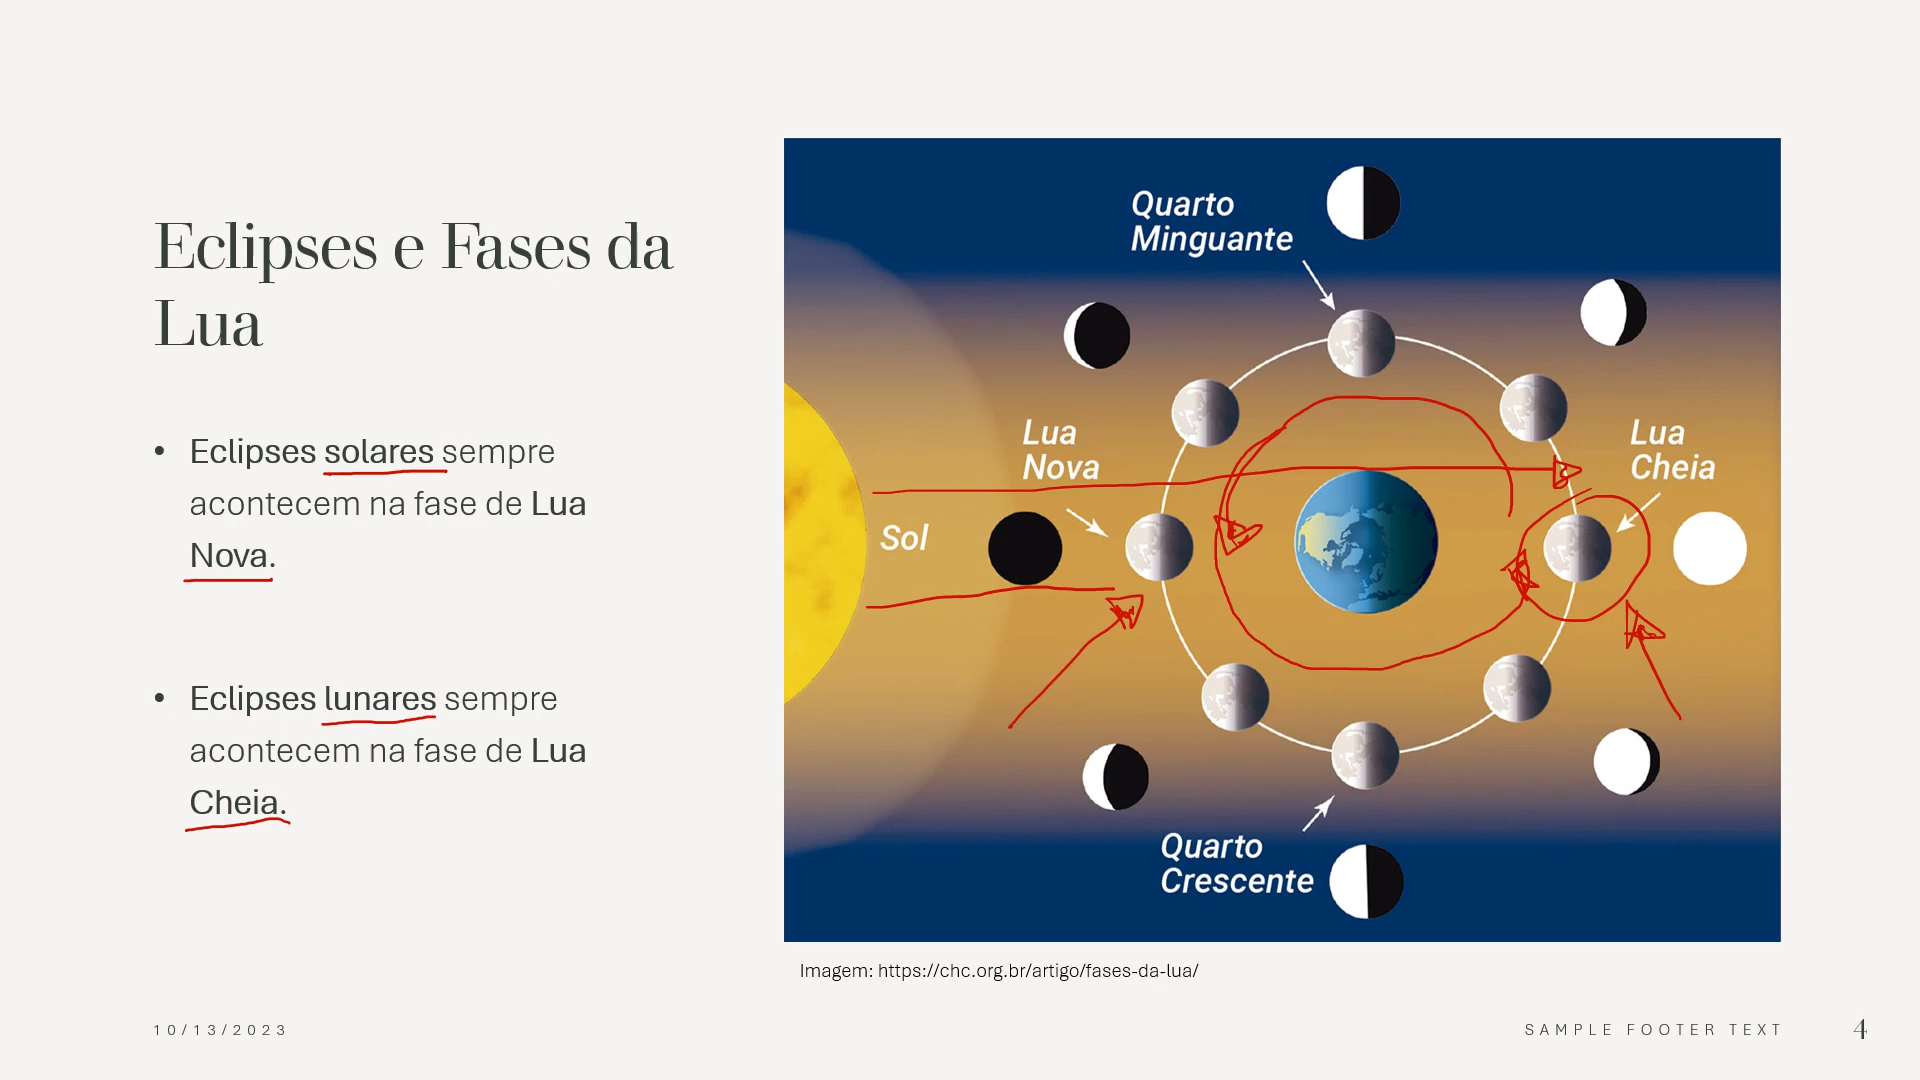 Eclipses e Fases da
Lua
• Eclipses solares sempre
acontecem na fase de Lua
Nova.
• Eclipses lunares sempre
acontecem na fase de Lua
Cheia.
Quarto
Minguante
Lua
Nova
Lua
Cheia
Sol
Quarto
Crescente
Imagem: https://chc.org.br/artigo/fases-da-lua/
10/13/2023
SAMPLE FOOTER TEXT
4